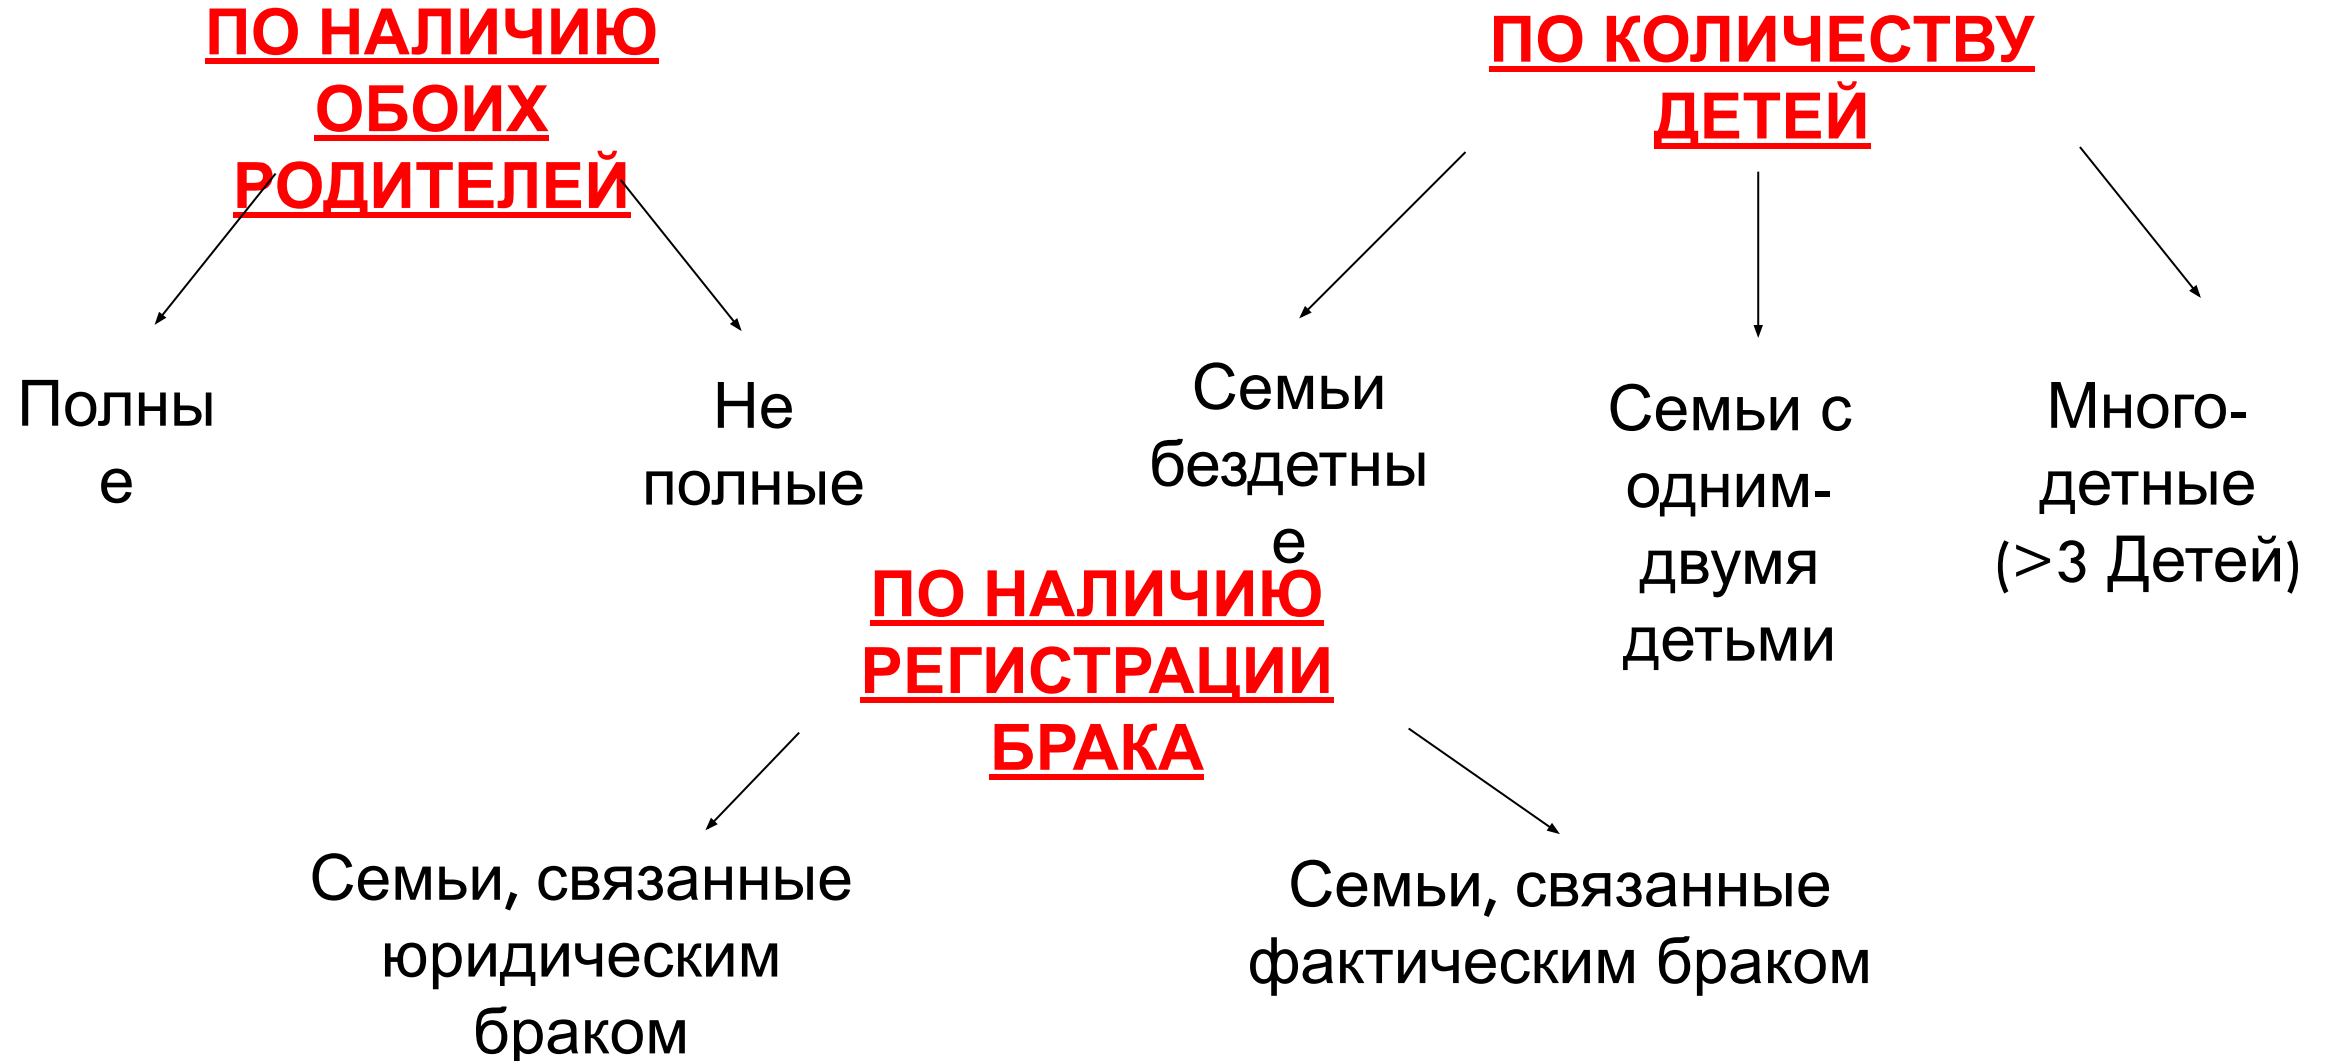 ПО НАЛИЧИЮ
ОБОИХ
РОДИТЕЛЕЙ
Полны
е
Не
полные
ПО КОЛИЧЕСТВУ
ДЕТЕЙ
Семьи
бездетны
е
Семьи с
одним-
двумя
детьми
Много-
детные
(>3 Детей)
ПО НАЛИЧИЮ
РЕГИСТРАЦИИ
БРАКА
Семьи, связанные
юридическим
браком
Семьи, связанные
фактическим браком